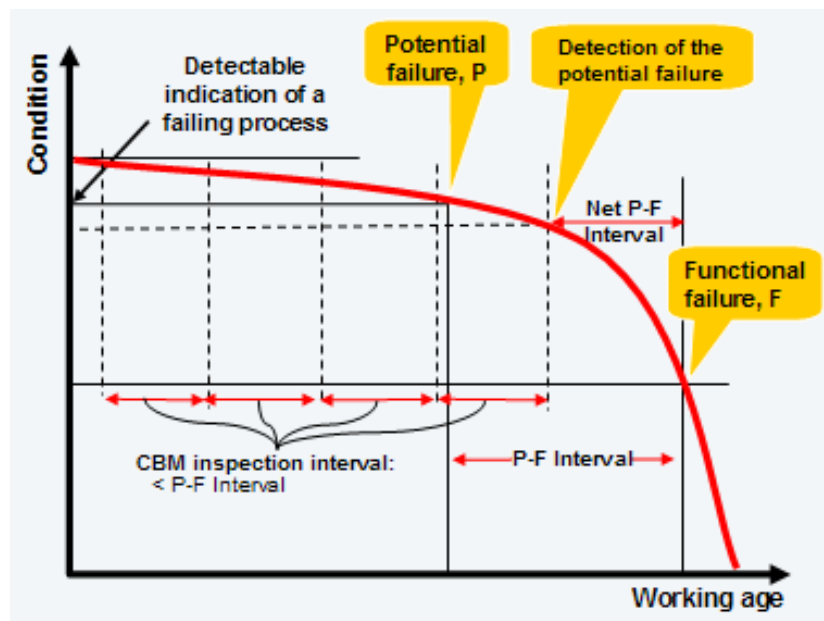 Condition
Detectable
indication of a
failing process
Potential
failure, P
Detection of the
potential failure
Net P-F
Interval
Functional
failure, F
CBM inspection interval:
< P-F Interval
P-F Interval
Working age